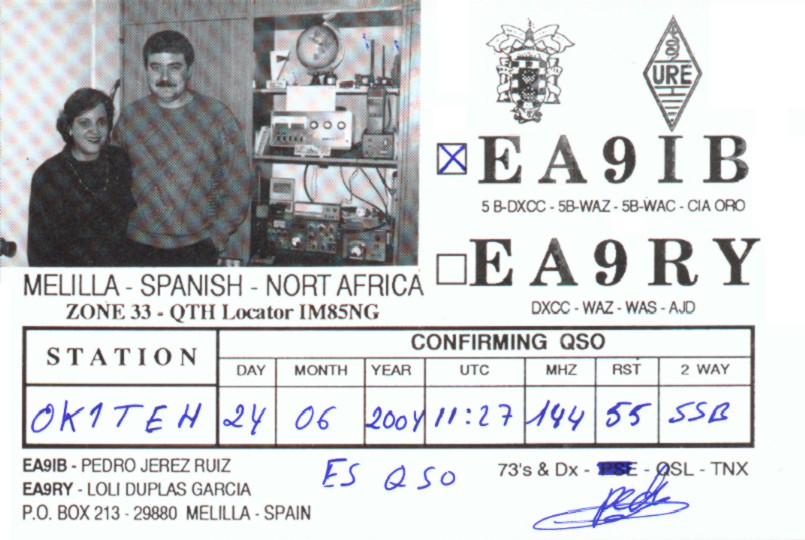 URE
☒ EA9IB
5 B-DXCC - 5B-WAZ - 5B-WAC - CIA ORO
☐ EA9RY
DXCC - WAZ - WAS - AJD
MELILLA - SPANISH - NORT AFRICA
ZONE 33 - QTH Locator IM85NG
STATION
CONFIRMING QSO
DAY MONTH YEAR UTC MHZ RST 2 WAY
OK1TEH 24 06 2004 11:27 144 55 SSB
EA9IB - PEDRO JEREZ RUIZ
EA9RY - LOLI DUPLAS GARCIA
P.O. BOX 213 - 29880 MELILLA - SPAIN
ES QSO
73's & Dx - PSE - QSL - TNX